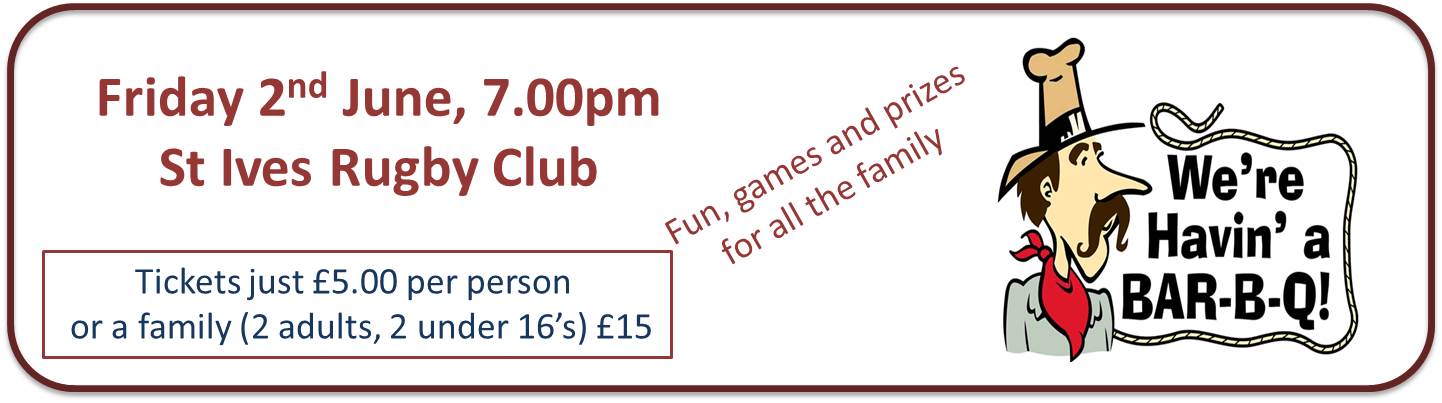 Friday 2nd June, 7.00pm
St Ives Rugby Club
Tickets just £5.00 per person
or a family (2 adults, 2 under 16’s) £15
Fun, games and prizes
for all the family
We’re
Havin’ a
BAR-B-Q!